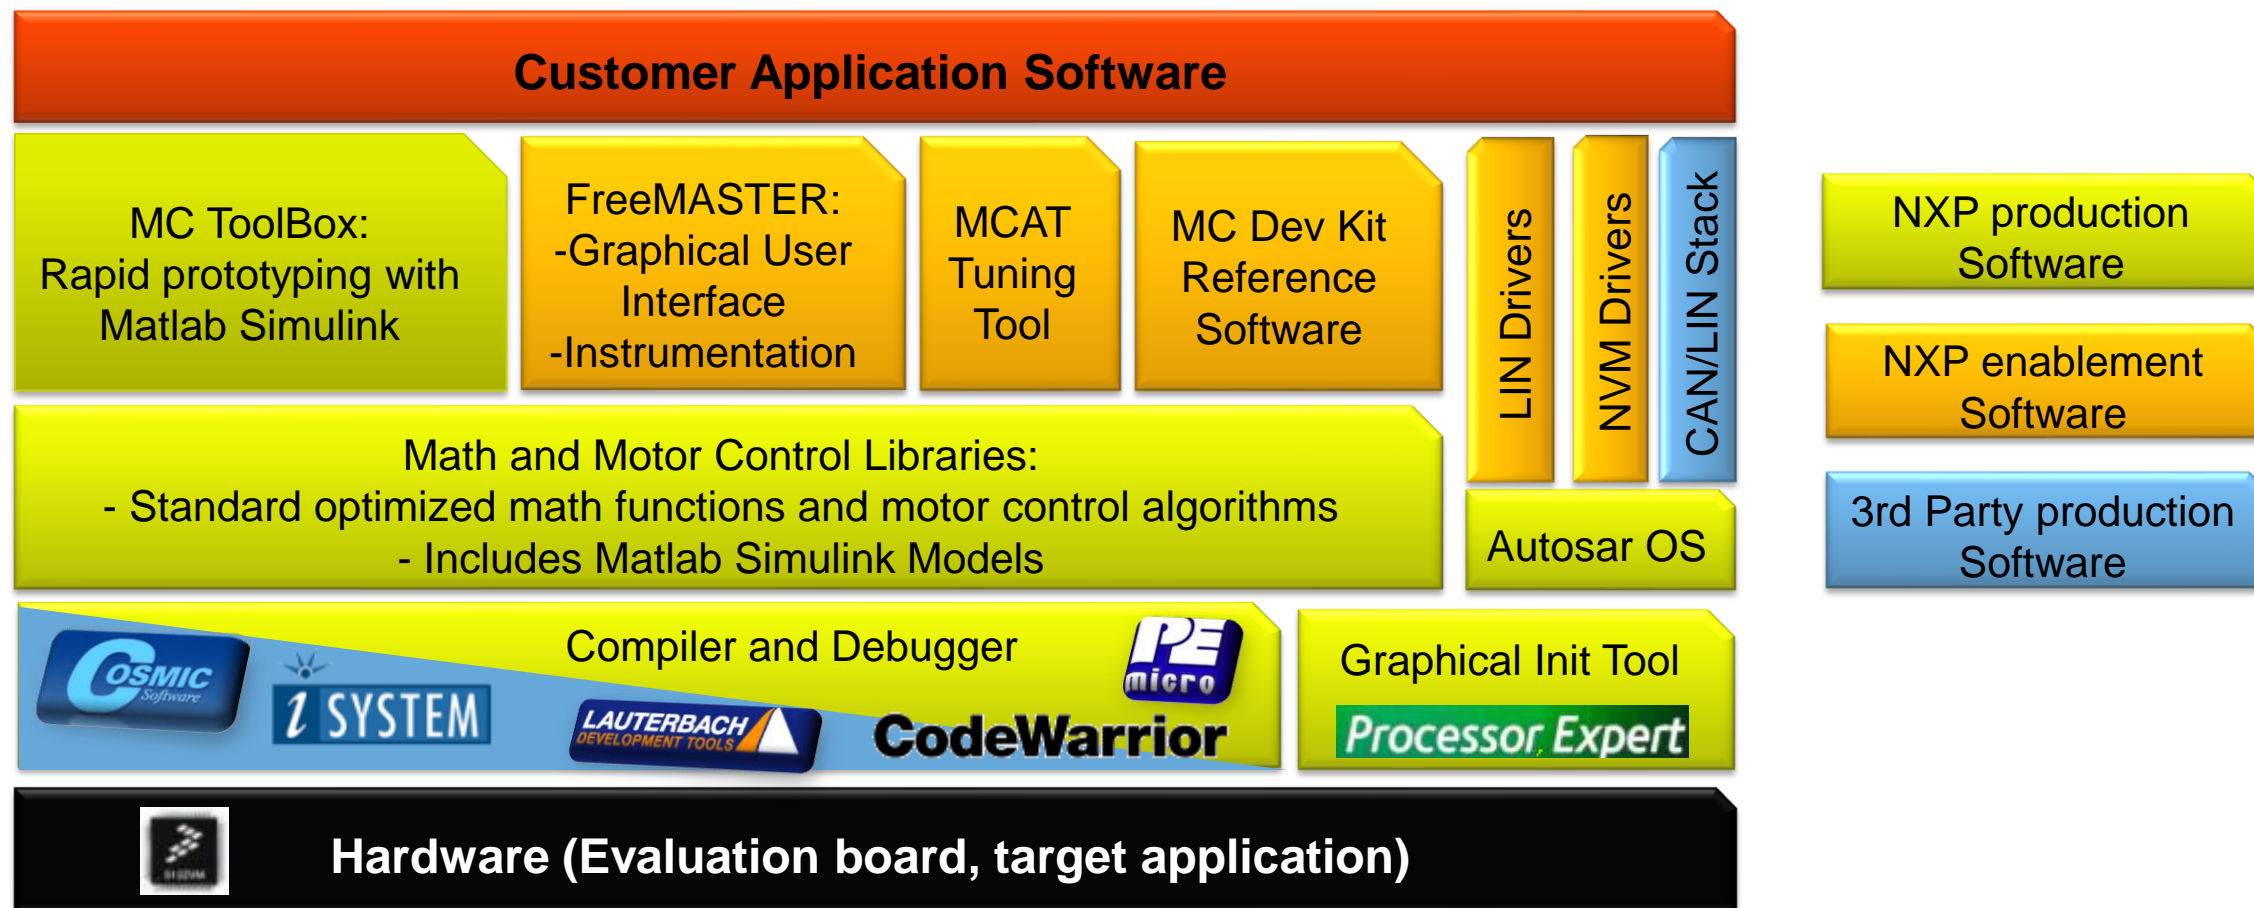 Customer Application Software
MC ToolBox:
Rapid prototyping with
Matlab Simulink
FreeMASTER:
-Graphical User
Interface
-Instrumentation
MCAT
Tuning
Tool
MC Dev Kit
Reference
Software
LIN Drivers
NVM Drivers
CAN/LIN Stack
Math and Motor Control Libraries:
- Standard optimized math functions and motor control algorithms
- Includes Matlab Simulink Models
Autosar OS
Compiler and Debugger
COSMIC
Software
i SYSTEM
LAUTERBACH
DEVELOPMENT TOOLS
PE
micro
CodeWarrior
Graphical Init Tool
Processor Expert
Hardware (Evaluation board, target application)
NXP production
Software
NXP enablement
Software
3rd Party production
Software